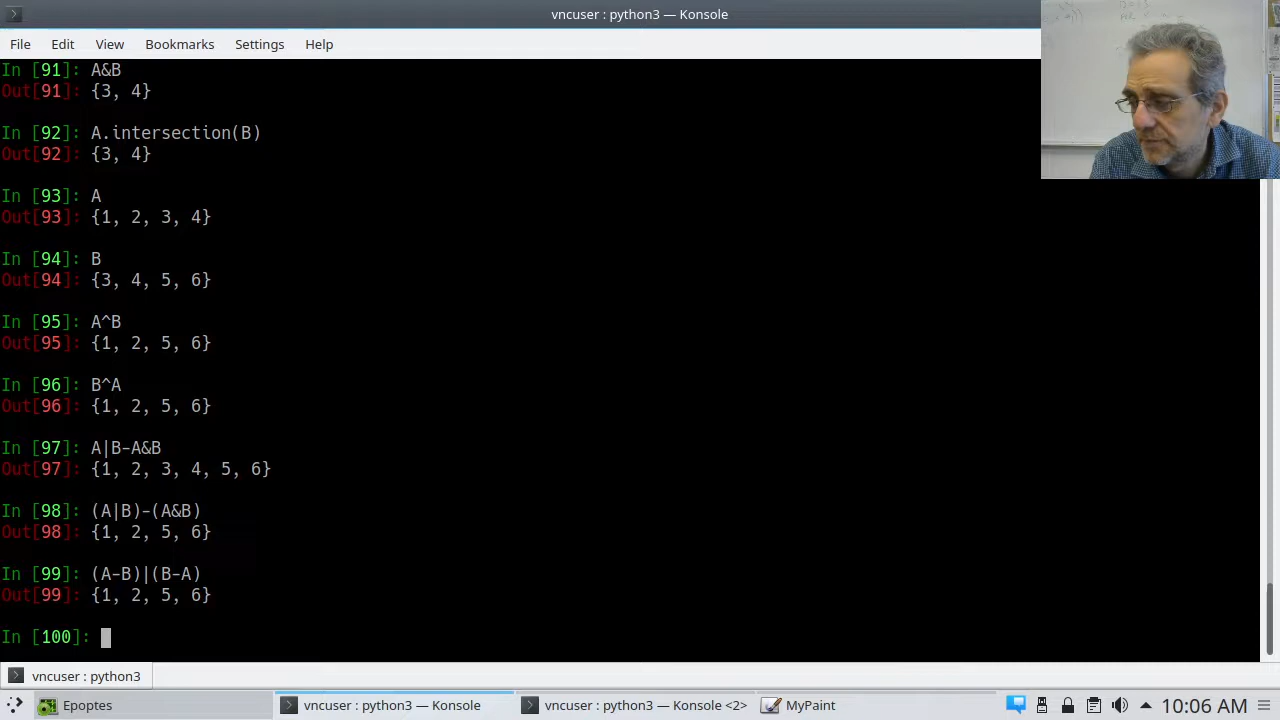 vncuser : python3 — Konsole
File Edit View Bookmarks Settings Help
In [91]: A&B
Out[91]: {3, 4}
In [92]: A.intersection(B)
Out[92]: {3, 4}
In [93]: A
Out[93]: {1, 2, 3, 4}
In [94]: B
Out[94]: {3, 4, 5, 6}
In [95]: A^B
Out[95]: {1, 2, 5, 6}
In [96]: B^A
Out[96]: {1, 2, 5, 6}
In [97]: A|B-A&B
Out[97]: {1, 2, 3, 4, 5, 6}
In [98]: (A|B)-(A&B)
Out[98]: {1, 2, 5, 6}
In [99]: (A-B)|(B-A)
Out[99]: {1, 2, 5, 6}
In [100]:
vncuser : python3
Epoptes vncuser : python3 — Konsole vncuser : python3 — Konsole <2> MyPaint 10:06 AM